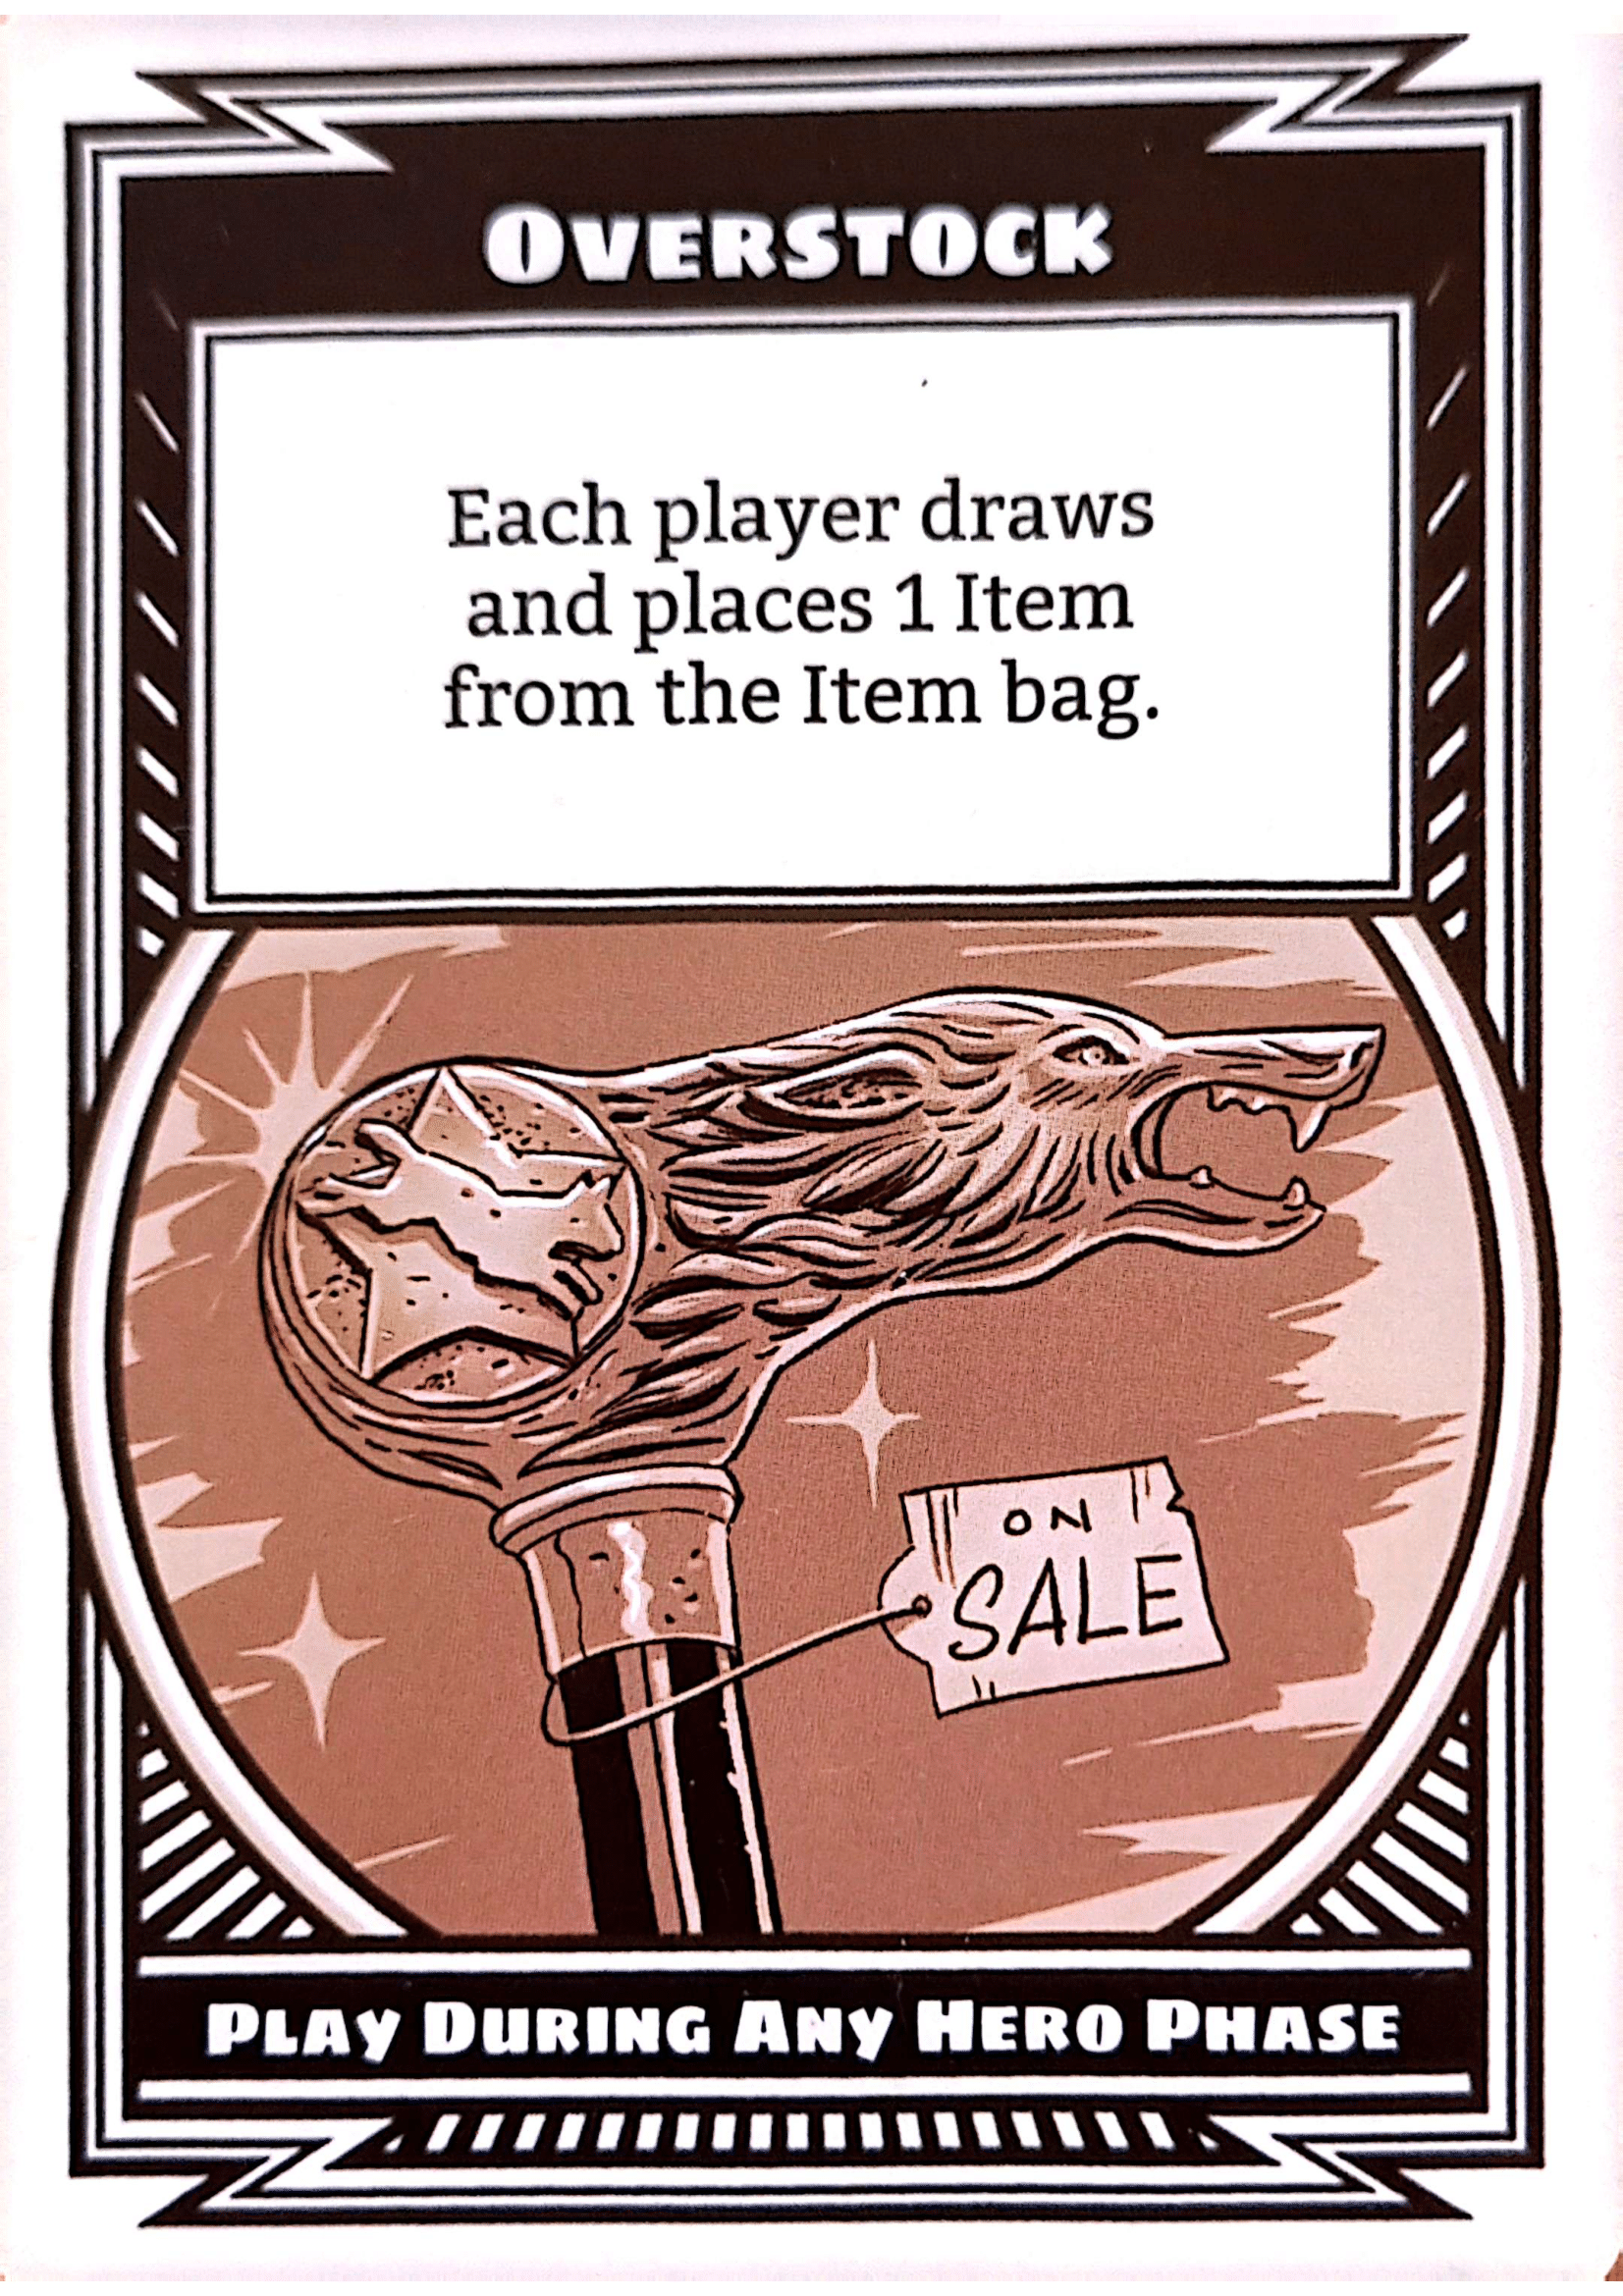 OVERSTOCK
Each player draws
and places 1 Item
from the Item bag.
ON
SALE
PLAY DURING ANY HERO PHASE